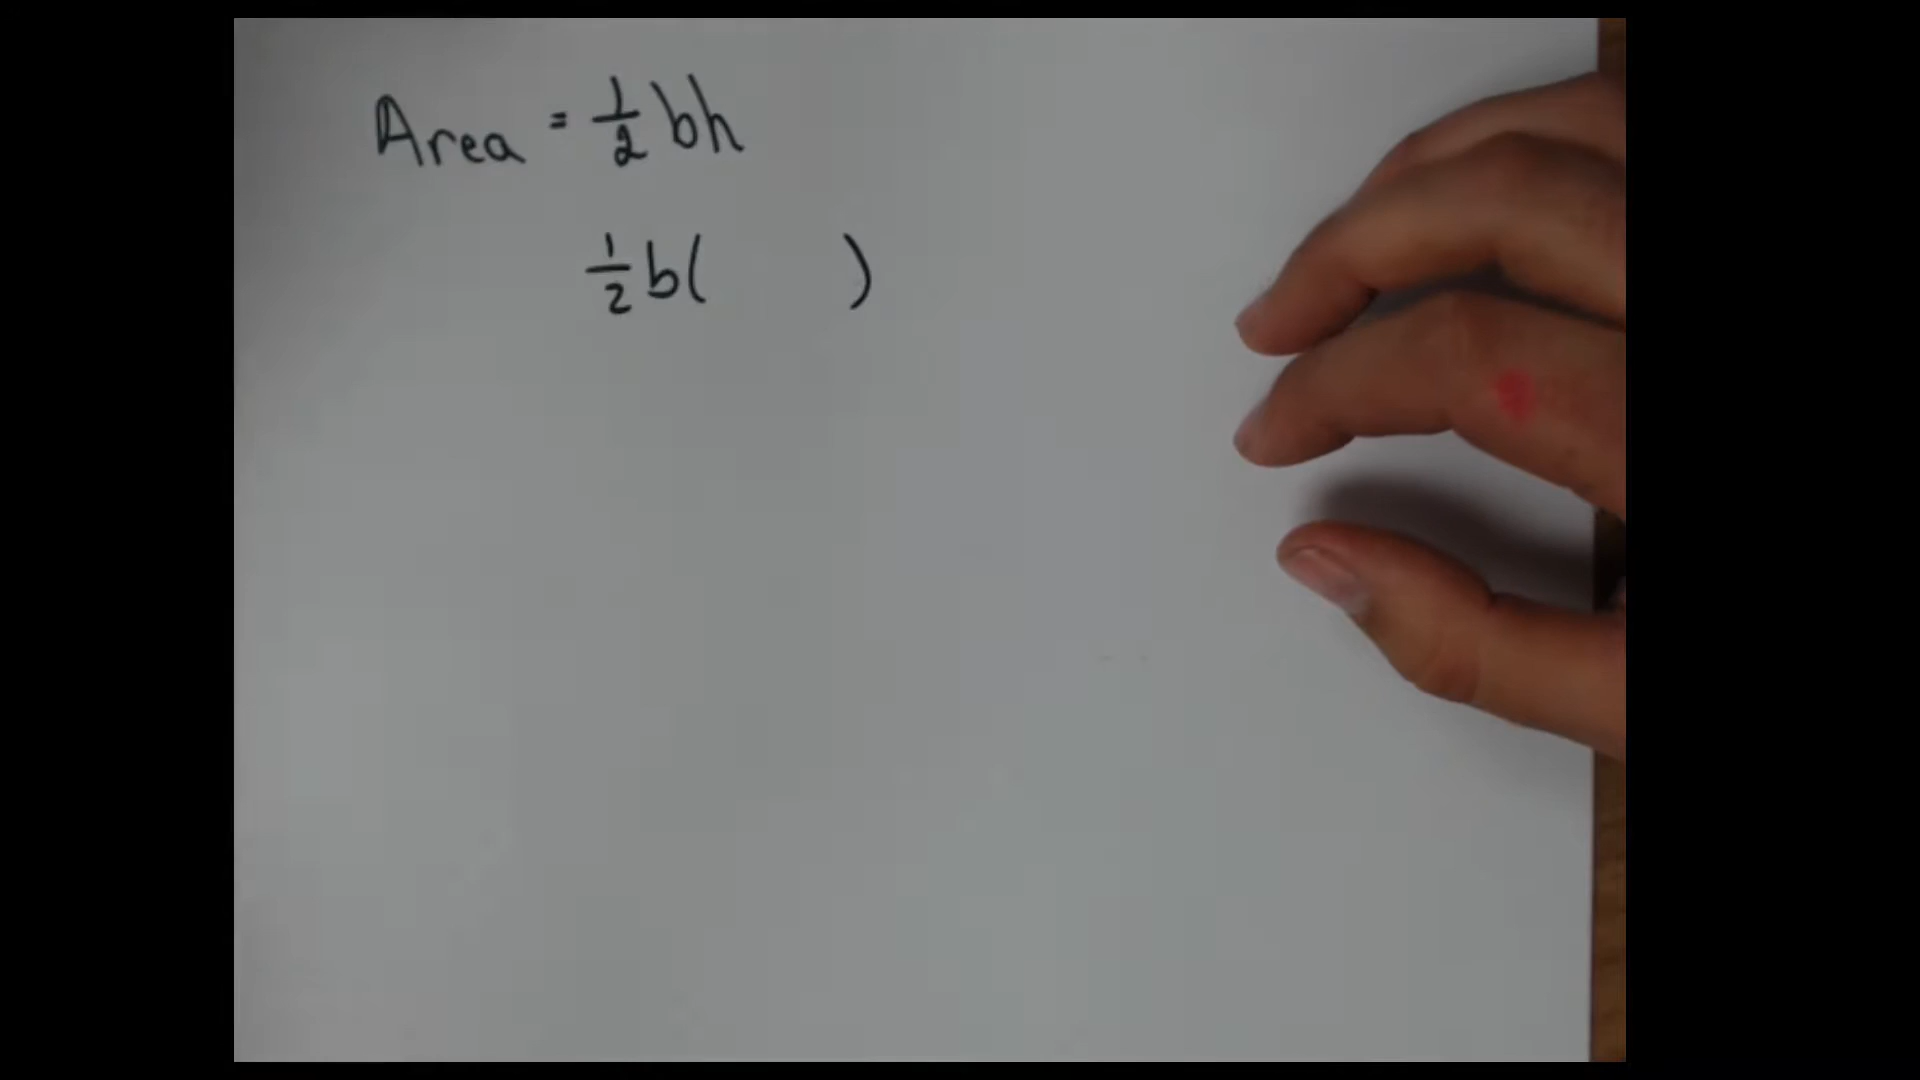 Area = 1/2 bh
1/2 b( )